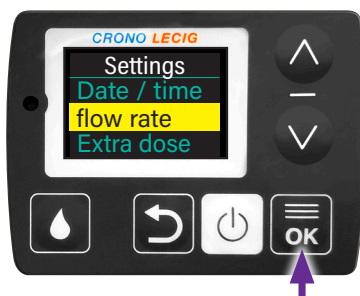 CRONO LECIG
Settings
Date / time
flow rate
Extra dose
OK